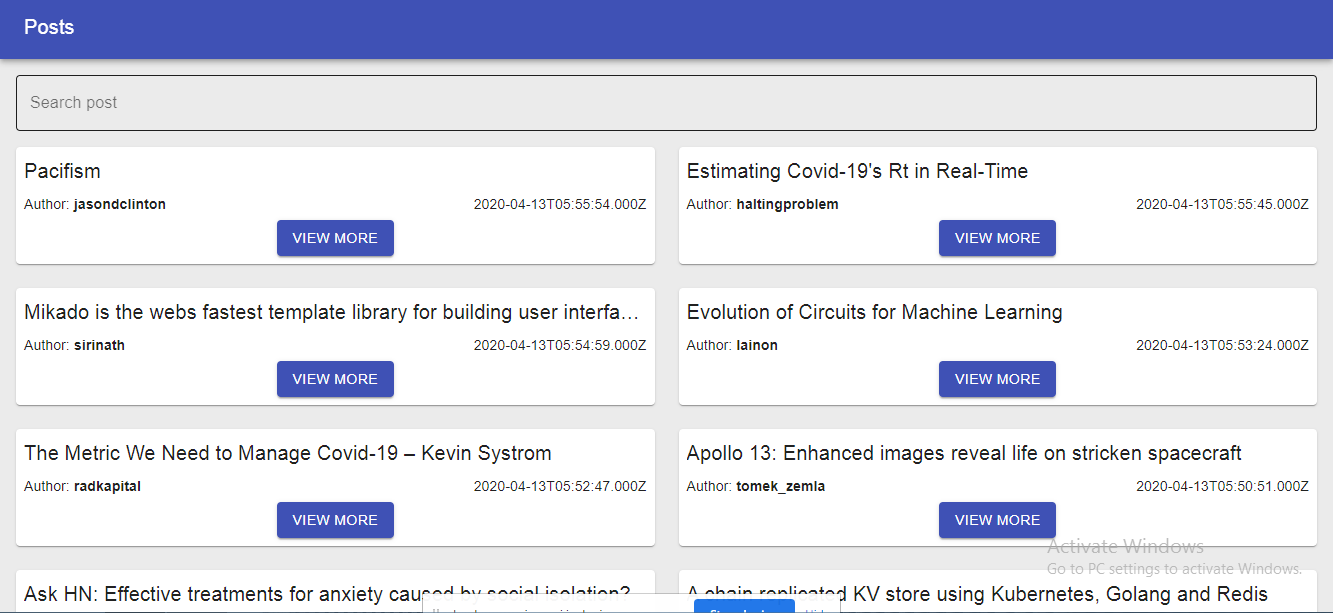 Posts
Search post
Pacifism
Author: jasondclinton 2020-04-13T05:55:54.000Z
VIEW MORE
Estimating Covid-19's Rt in Real-Time
Author: haltingproblem 2020-04-13T05:55:45.000Z
VIEW MORE
Mikado is the webs fastest template library for building user interfa...
Author: sirinath 2020-04-13T05:54:59.000Z
VIEW MORE
Evolution of Circuits for Machine Learning
Author: lainon 2020-04-13T05:53:24.000Z
VIEW MORE
The Metric We Need to Manage Covid-19 – Kevin Systrom
Author: radkapital 2020-04-13T05:52:47.000Z
VIEW MORE
Apollo 13: Enhanced images reveal life on stricken spacecraft
Author: tomek_zemla 2020-04-13T05:50:51.000Z
VIEW MORE
Activate Windows
Go to PC settings to activate Windows.
Ask HN: Effective treatments for anxiety caused by social isolation?
A chain replicated KV store using Kubernetes, Golang and Redis